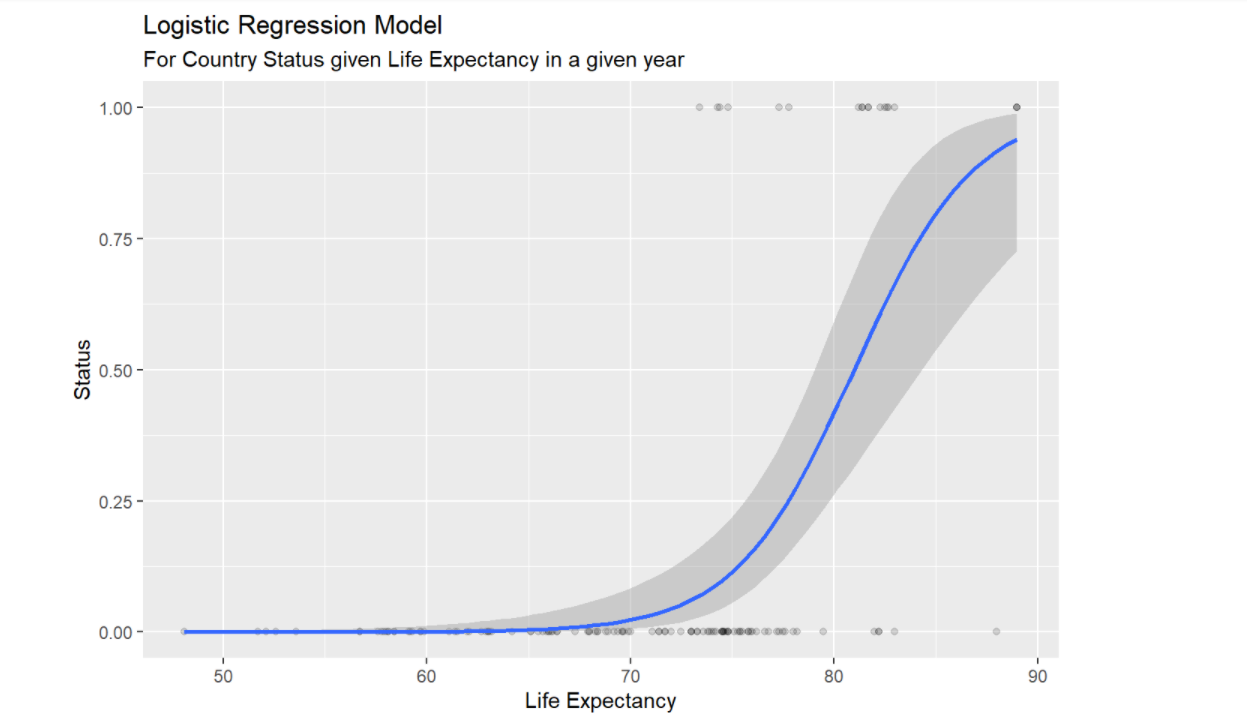 Logistic Regression Model
For Country Status given Life Expectancy in a given year
1.00
0.75
0.50
0.25
0.00
Status
50 60 70 80 90
Life Expectancy